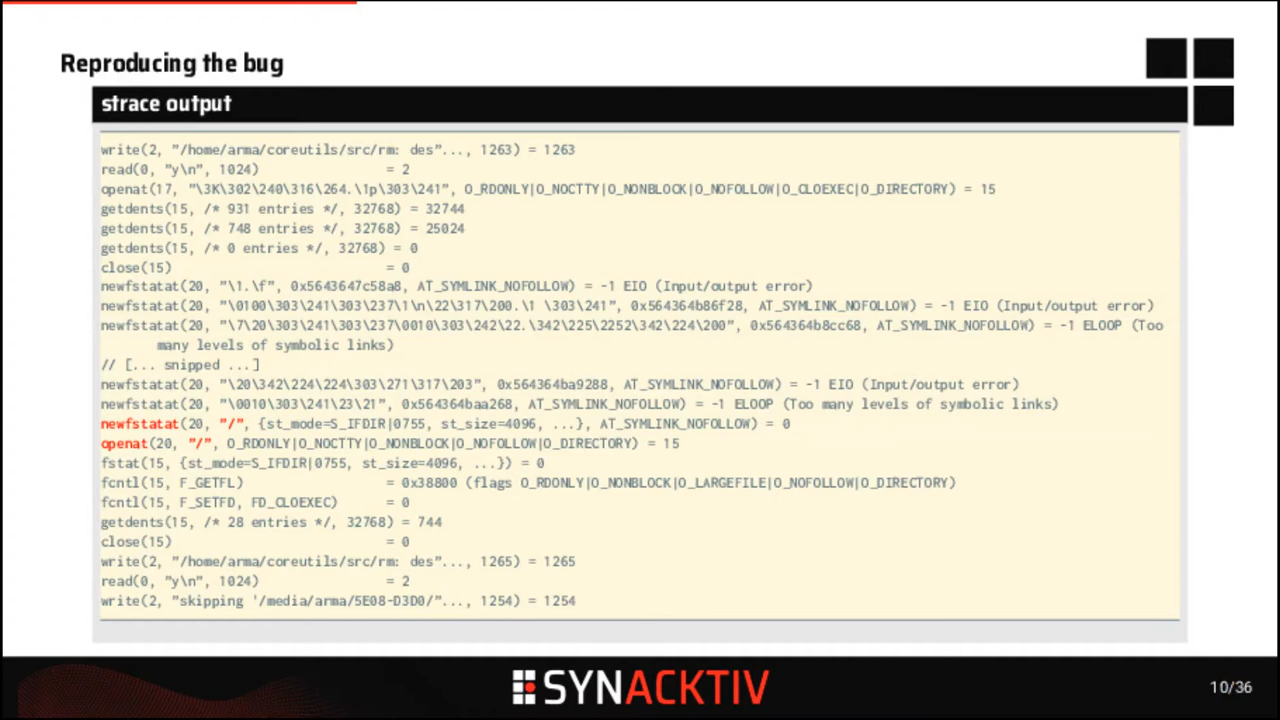 Reproducing the bug
strace output
write(2, "/home/arma/coreutils/src/rm: des"..., 1263) = 1263
read(0, "y\n", 1024) = 2
openat(17, "\3K\302\240\316\264.\1p\303\241", O_RDONLY|O_NOCTTY|O_NONBLOCK|O_NOFOLLOW|O_CLOEXEC|O_DIRECTORY) = 15
getdents(15, /* 931 entries */, 32768) = 32744
getdents(15, /* 748 entries */, 32768) = 25024
getdents(15, /* 0 entries */, 32768) = 0
close(15) = 0
newfstatat(20, "\1.\f", 0x5643647c58a8, AT_SYMLINK_NOFOLLOW) = -1 EIO (Input/output error)
newfstatat(20, "\0100\303\241\303\237\1\n\22\317\200.\1 \303\241", 0x564364b86f28, AT_SYMLINK_NOFOLLOW) = -1 EIO (Input/output error)
newfstatat(20, "\7\20\303\241\303\237\0010\303\242\22.\342\225\2252\342\224\200", 0x564364b8cc68, AT_SYMLINK_NOFOLLOW) = -1 ELOOP (Too
many levels of symbolic links)
// [... snipped ...]
newfstatat(20, "\20\342\224\224\303\271\317\203", 0x564364ba9288, AT_SYMLINK_NOFOLLOW) = -1 EIO (Input/output error)
newfstatat(20, "\0010\303\241\23\21", 0x564364baa268, AT_SYMLINK_NOFOLLOW) = -1 ELOOP (Too many levels of symbolic links)
newfstatat(20, "/", {st_mode=S_IFDIR|0755, st_size=4096, ...}, AT_SYMLINK_NOFOLLOW) = 0
openat(20, "/", O_RDONLY|O_NOCTTY|O_NONBLOCK|O_NOFOLLOW|O_DIRECTORY) = 15
fstat(15, {st_mode=S_IFDIR|0755, st_size=4096, ...}) = 0
fcntl(15, F_GETFL) = 0x38800 (flags O_RDONLY|O_NONBLOCK|O_LARGEFILE|O_NOFOLLOW|O_DIRECTORY)
fcntl(15, F_SETFD, FD_CLOEXEC) = 0
getdents(15, /* 28 entries */, 32768) = 744
close(15) = 0
write(2, "/home/arma/coreutils/src/rm: des"..., 1265) = 1265
read(0, "y\n", 1024) = 2
write(2, "skipping '/media/arma/5E08-D3D0/"..., 1254) = 1254
SYNACKTIV
10/36